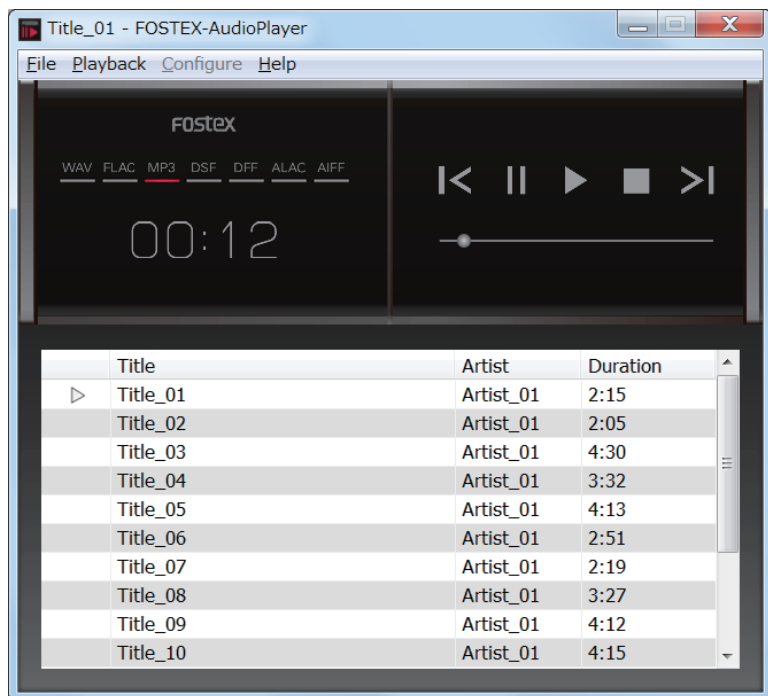 Title_01 - FOSTEX-AudioPlayer
File Playback Configure Help
Fostex
WAV FLAC MP3 DSF DFF ALAC AIFF
00:12
Title Artist Duration
Title_01 Artist_01 2:15
Title_02 Artist_01 2:05
Title_03 Artist_01 4:30
Title_04 Artist_01 3:32
Title_05 Artist_01 4:13
Title_06 Artist_01 2:51
Title_07 Artist_01 2:19
Title_08 Artist_01 3:27
Title_09 Artist_01 4:12
Title_10 Artist_01 4:15